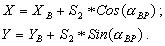 X = X_B + S_2 * Cos(α_BP);
Y = Y_B + S_2 * Sin(α_BP).